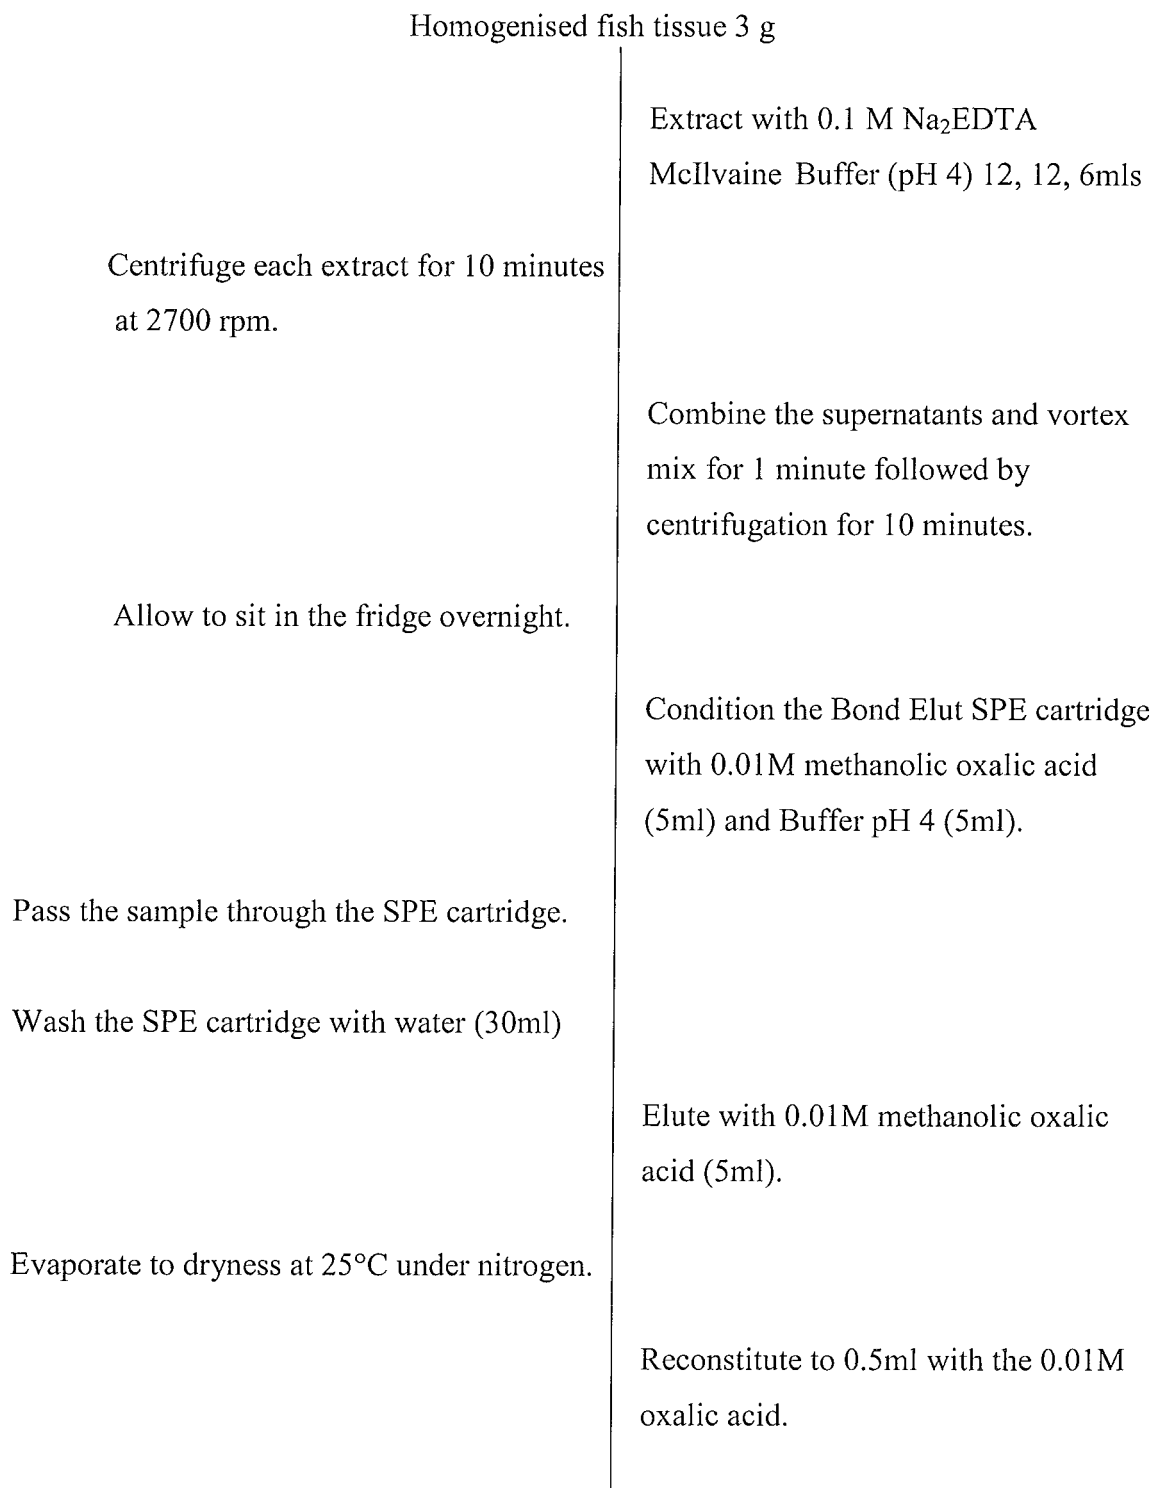 Homogenised fish tissue 3 g
Extract with 0.1 M Na₂EDTA
McIlvaine Buffer (pH 4) 12, 12, 6mls
Centrifuge each extract for 10 minutes
at 2700 rpm.
Combine the supernatants and vortex
mix for 1 minute followed by
centrifugation for 10 minutes.
Allow to sit in the fridge overnight.
Condition the Bond Elut SPE cartridge
with 0.01M methanolic oxalic acid
(5ml) and Buffer pH 4 (5ml).
Pass the sample through the SPE cartridge.
Wash the SPE cartridge with water (30ml)
Elute with 0.01M methanolic oxalic
acid (5ml).
Evaporate to dryness at 25°C under nitrogen.
Reconstitute to 0.5ml with the 0.01M
oxalic acid.